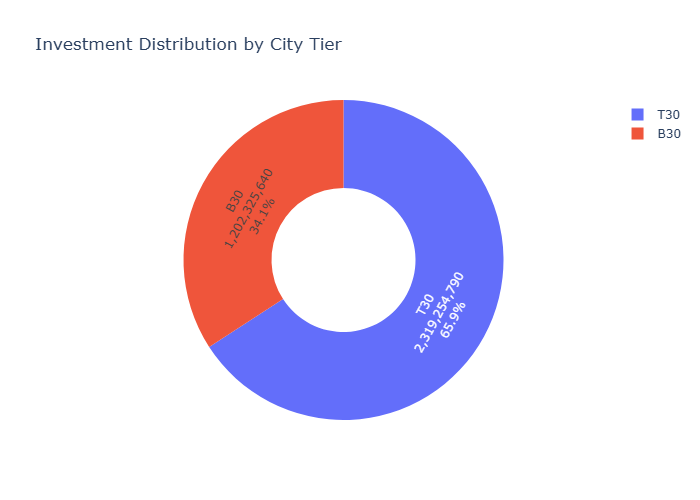 Investment Distribution by City Tier
T30
B30
B30
1,202,325,640
34.1%
T30
2,319,254,790
65.9%